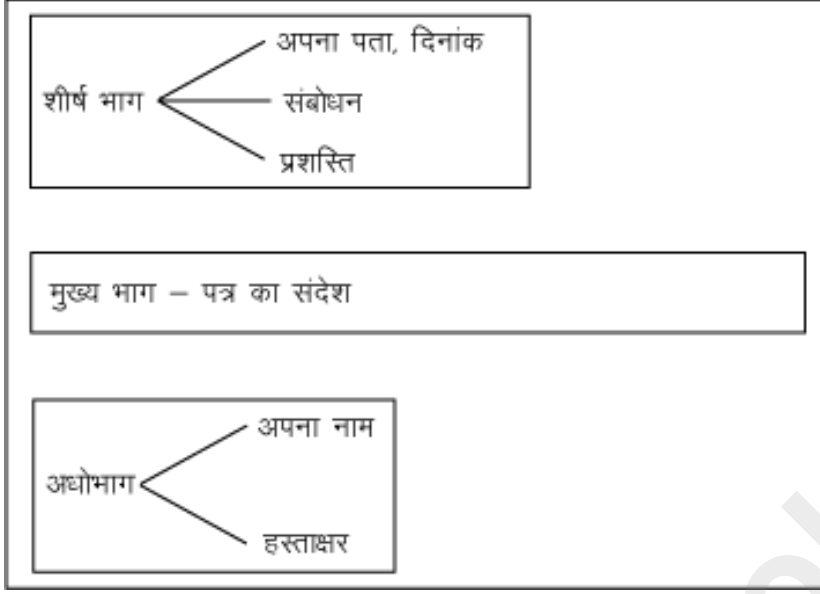 अपना पता, दिनांक
शीर्ष भाग
संबोधन
प्रशस्ति
मुख्य भाग – पत्र का संदेश
अपना नाम
अधोभाग
हस्ताक्षर